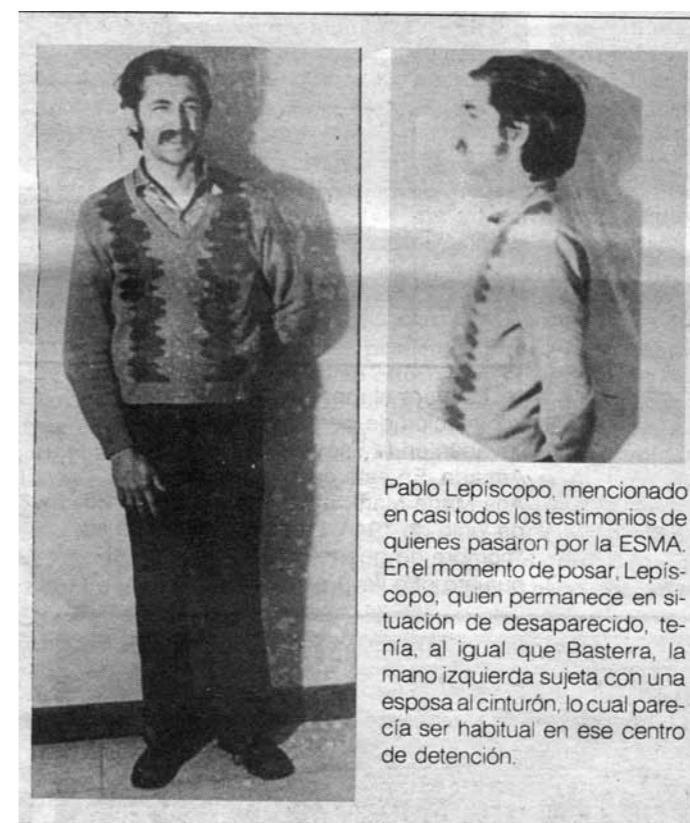 Pablo Lepíscopo, mencionado
en casi todos los testimonios de
quienes pasaron por la ESMA.
En el momento de posar, Lepís-
copo, quien permanece en si-
tuación de desaparecido, te-
nía, al igual que Basterra, la
mano izquierda sujeta con una
esposa al cinturón, lo cual pare-
cía ser habitual en ese centro
de detención.